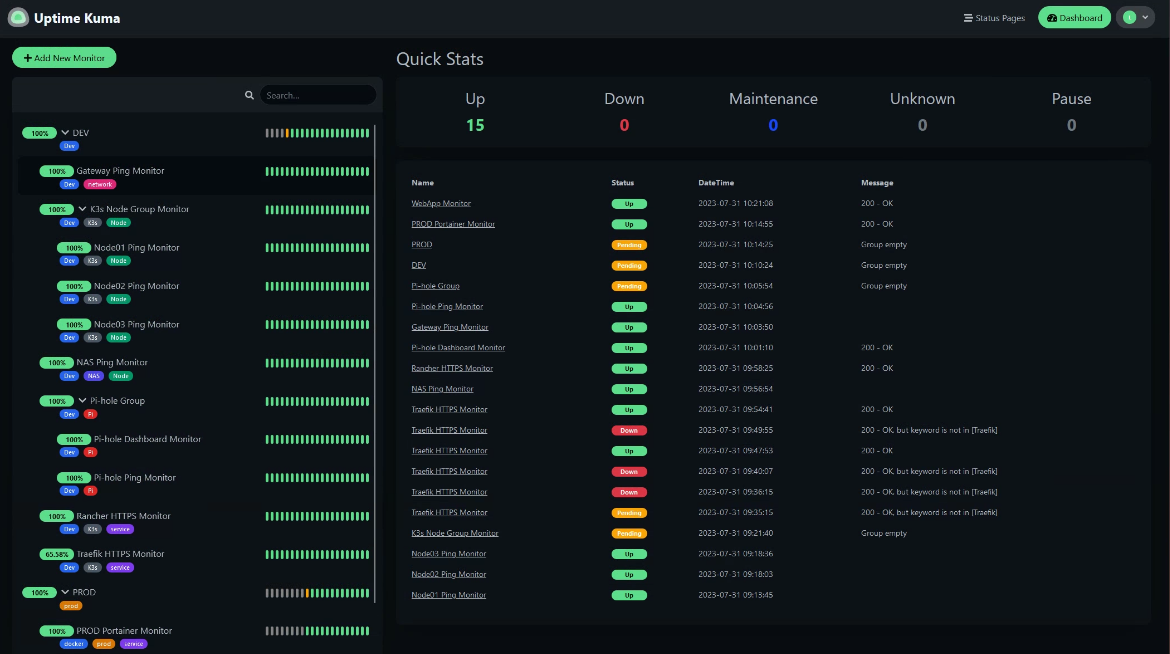 Uptime Kuma
Status Pages
Dashboard
Add New Monitor
Search...
100% DEV
Dev
100% Gateway Ping Monitor
Dev network
100% K3s Node Group Monitor
Dev K3s Node
100% Node01 Ping Monitor
Dev K3s Node
100% Node02 Ping Monitor
Dev K3s Node
100% Node03 Ping Monitor
Dev K3s Node
100% NAS Ping Monitor
Dev NAS Node
100% Pi-hole Group
Dev Pi
100% Pi-hole Dashboard Monitor
Dev Pi
100% Pi-hole Ping Monitor
Dev Pi
100% Rancher HTTPS Monitor
Dev K3s service
65.58% Traefik HTTPS Monitor
Dev K3s service
100% PROD
prod
100% PROD Portainer Monitor
docker prod service
Quick Stats
Up Down Maintenance Unknown Pause
15 0 0 0 0
Name Status DateTime Message
WebApp Monitor Up 2023-07-31 10:21:08 200 - OK
PROD Portainer Monitor Up 2023-07-31 10:14:55 200 - OK
PROD Pending 2023-07-31 10:14:25 Group empty
DEV Pending 2023-07-31 10:10:24 Group empty
Pi-hole Group Pending 2023-07-31 10:05:54 Group empty
Pi-hole Ping Monitor Up 2023-07-31 10:04:56
Gateway Ping Monitor Up 2023-07-31 10:03:50
Pi-hole Dashboard Monitor Up 2023-07-31 10:01:10 200 - OK
Rancher HTTPS Monitor Up 2023-07-31 09:58:25 200 - OK
NAS Ping Monitor Up 2023-07-31 09:56:54
Traefik HTTPS Monitor Up 2023-07-31 09:54:41 200 - OK
Traefik HTTPS Monitor Down 2023-07-31 09:49:55 200 - OK, but keyword is not in [Traefik]
Traefik HTTPS Monitor Up 2023-07-31 09:47:53 200 - OK
Traefik HTTPS Monitor Down 2023-07-31 09:40:07 200 - OK, but keyword is not in [Traefik]
Traefik HTTPS Monitor Down 2023-07-31 09:36:15 200 - OK, but keyword is not in [Traefik]
Traefik HTTPS Monitor Pending 2023-07-31 09:35:15 200 - OK, but keyword is not in [Traefik]
K3s Node Group Monitor Pending 2023-07-31 09:21:40 Group empty
Node03 Ping Monitor Up 2023-07-31 09:18:36
Node02 Ping Monitor Up 2023-07-31 09:18:03
Node01 Ping Monitor Up 2023-07-31 09:13:45